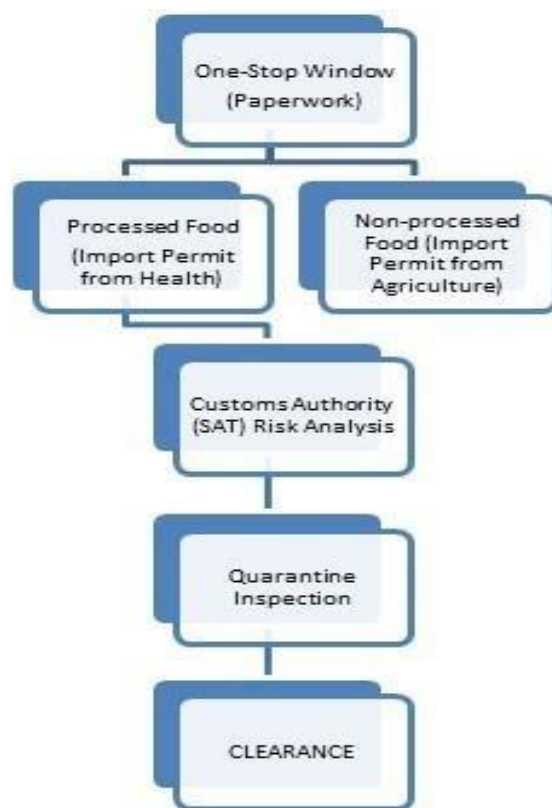 One-Stop Window
(Paperwork)
Processed Food
(Import Permit
from Health)
Non-processed
Food (Import
Permit from
Agriculture)
Customs Authority
(SAT) Risk Analysis
Quarantine
Inspection
CLEARANCE